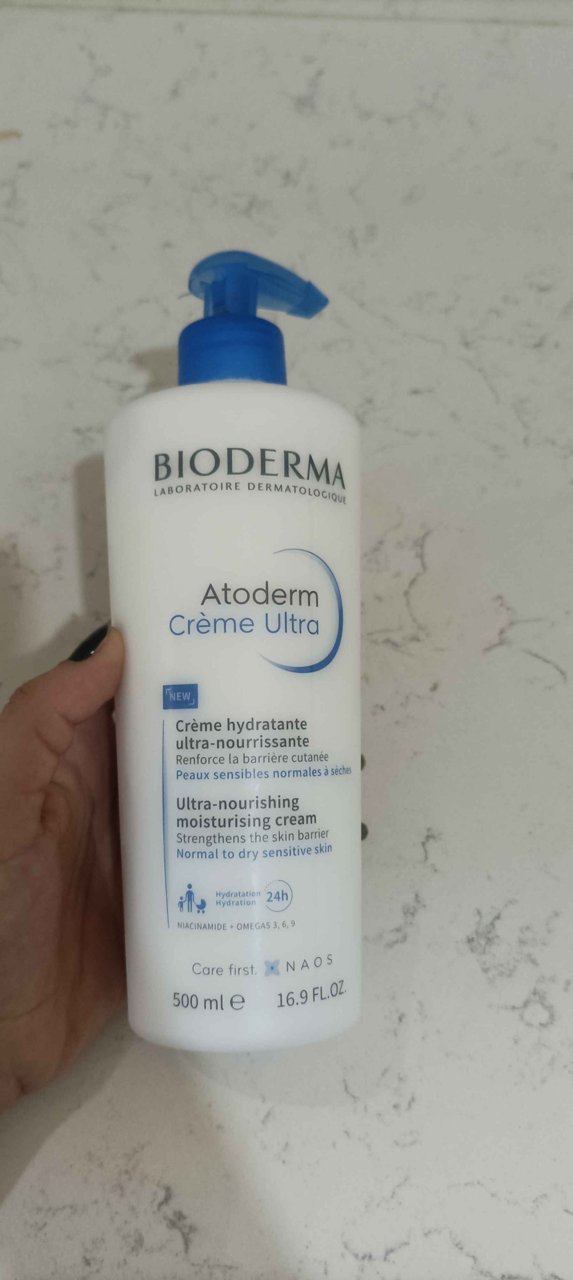 BIODERMA
LABORATOIRE DERMATOLOGIQUE
Atoderm
Crème Ultra
NEW
Crème hydratante
ultra-nourrissante
Renforce la barrière cutanée
Peaux sensibles normales à sèches
Ultra-nourishing
moisturising cream
Strengthens the skin barrier
Normal to dry sensitive skin
Hydratation
Hydration
24h
NIACINAMIDE + OMEGAS 3, 6, 9
Care first. NAOS
500 ml e 16.9 FL.OZ.